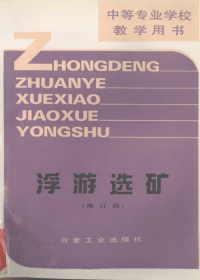 中等专业学校
教学用书
ZHONGDENG
ZHUANYE
XUEXIAO
JIAOXUE
YONGSHU
浮游选矿
(修订版)
冶金工业出版社